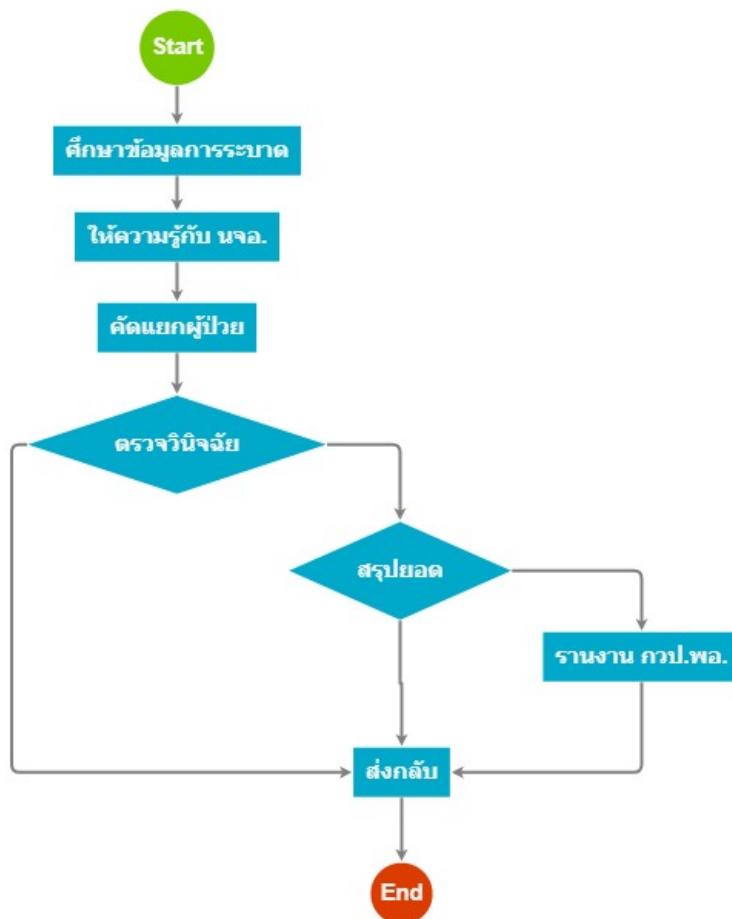 Start
ศึกษาข้อมูลการระบาด
ให้ความรู้กับ นจอ.
คัดแยกผู้ป่วย
ตรวจวินิจฉัย
สรุปยอด
รานงาน กวป.พอ.
ส่งกลับ
End